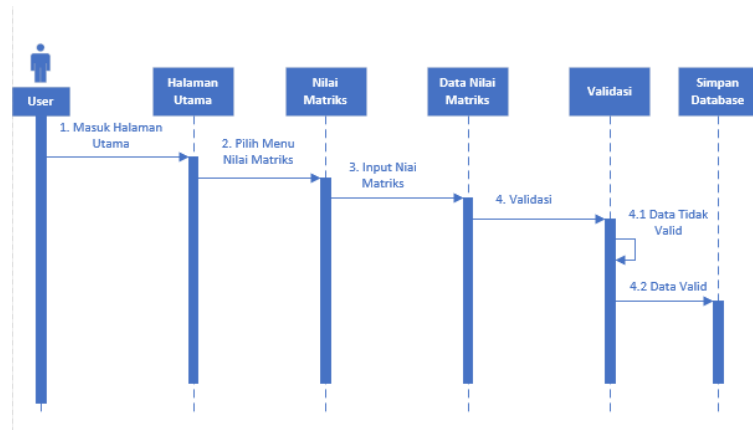 User
Halaman
Utama
Nilai
Matriks
Data Nilai
Matriks
Validasi
Simpan
Database
1. Masuk Halaman
Utama
2. Pilih Menu
Nilai Matriks
3. Input Niai
Matriks
4. Validasi
4.1 Data Tidak
Valid
4.2 Data Valid